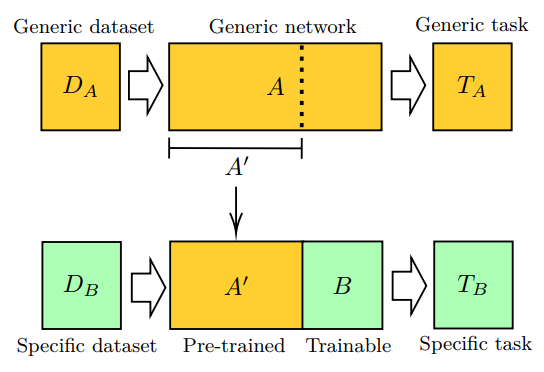 Generic dataset
Generic network
Generic task
D_A
A
T_A
A′
D_B
A′
B
T_B
Specific dataset
Pre-trained
Trainable
Specific task